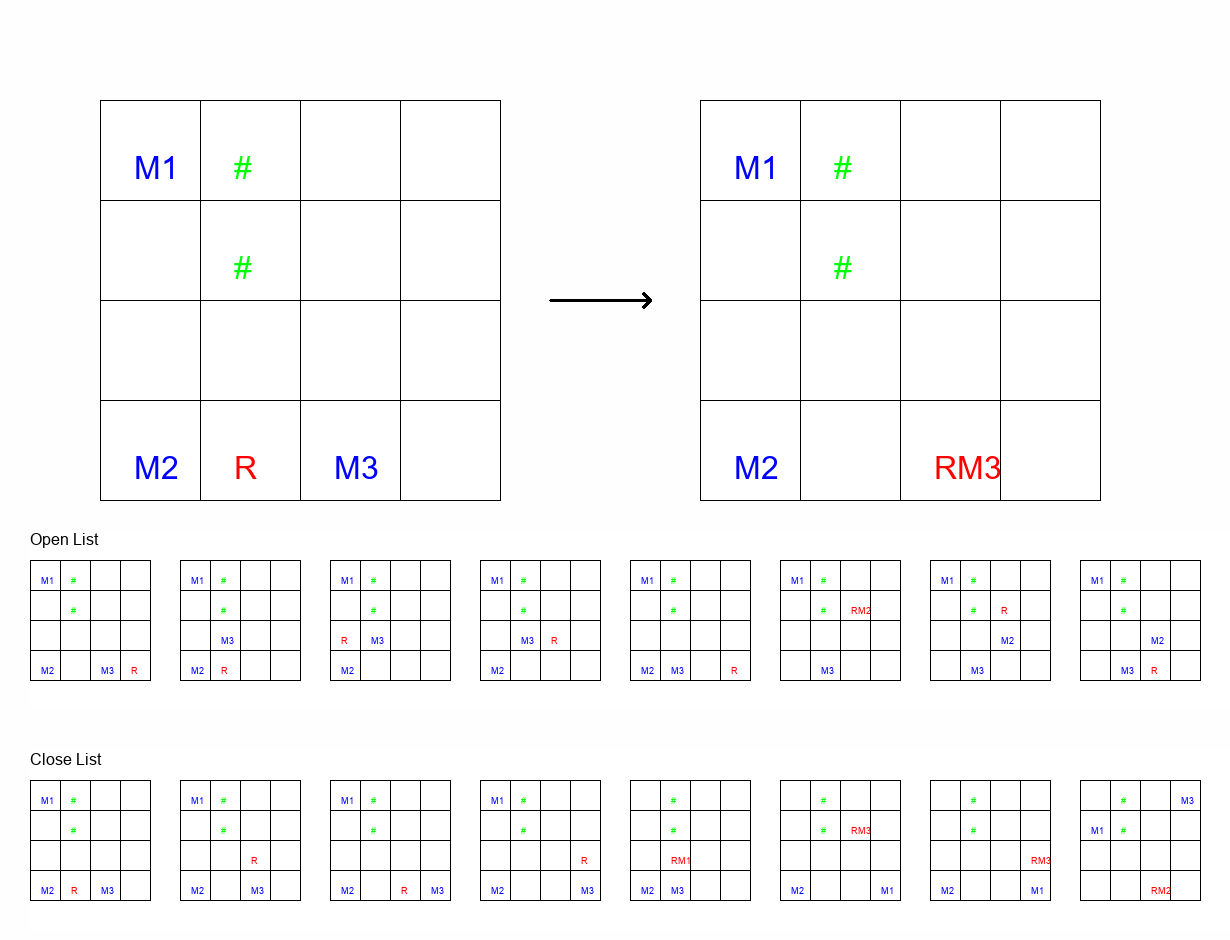 M1 # M1 #
# #
M2 R M3 M2 RM3
Open List
M1 # M1 # M1 # M1 # M1 # M1 # M1 # M1 #
# # # # # # RM2 # R #
M3 R M3 M3 R M2 M2
M2 M3 R M2 R M2 M2 M2 M3 R M3 M3 M3 R
Close List
M1 # M1 # M1 # M1 # # # # # M3
# # # # # # RM3 # M1 #
R R RM1 RM3
M2 R M3 M2 M3 M2 R M3 M2 M3 M2 M3 M2 M1 M2 M1 RM2